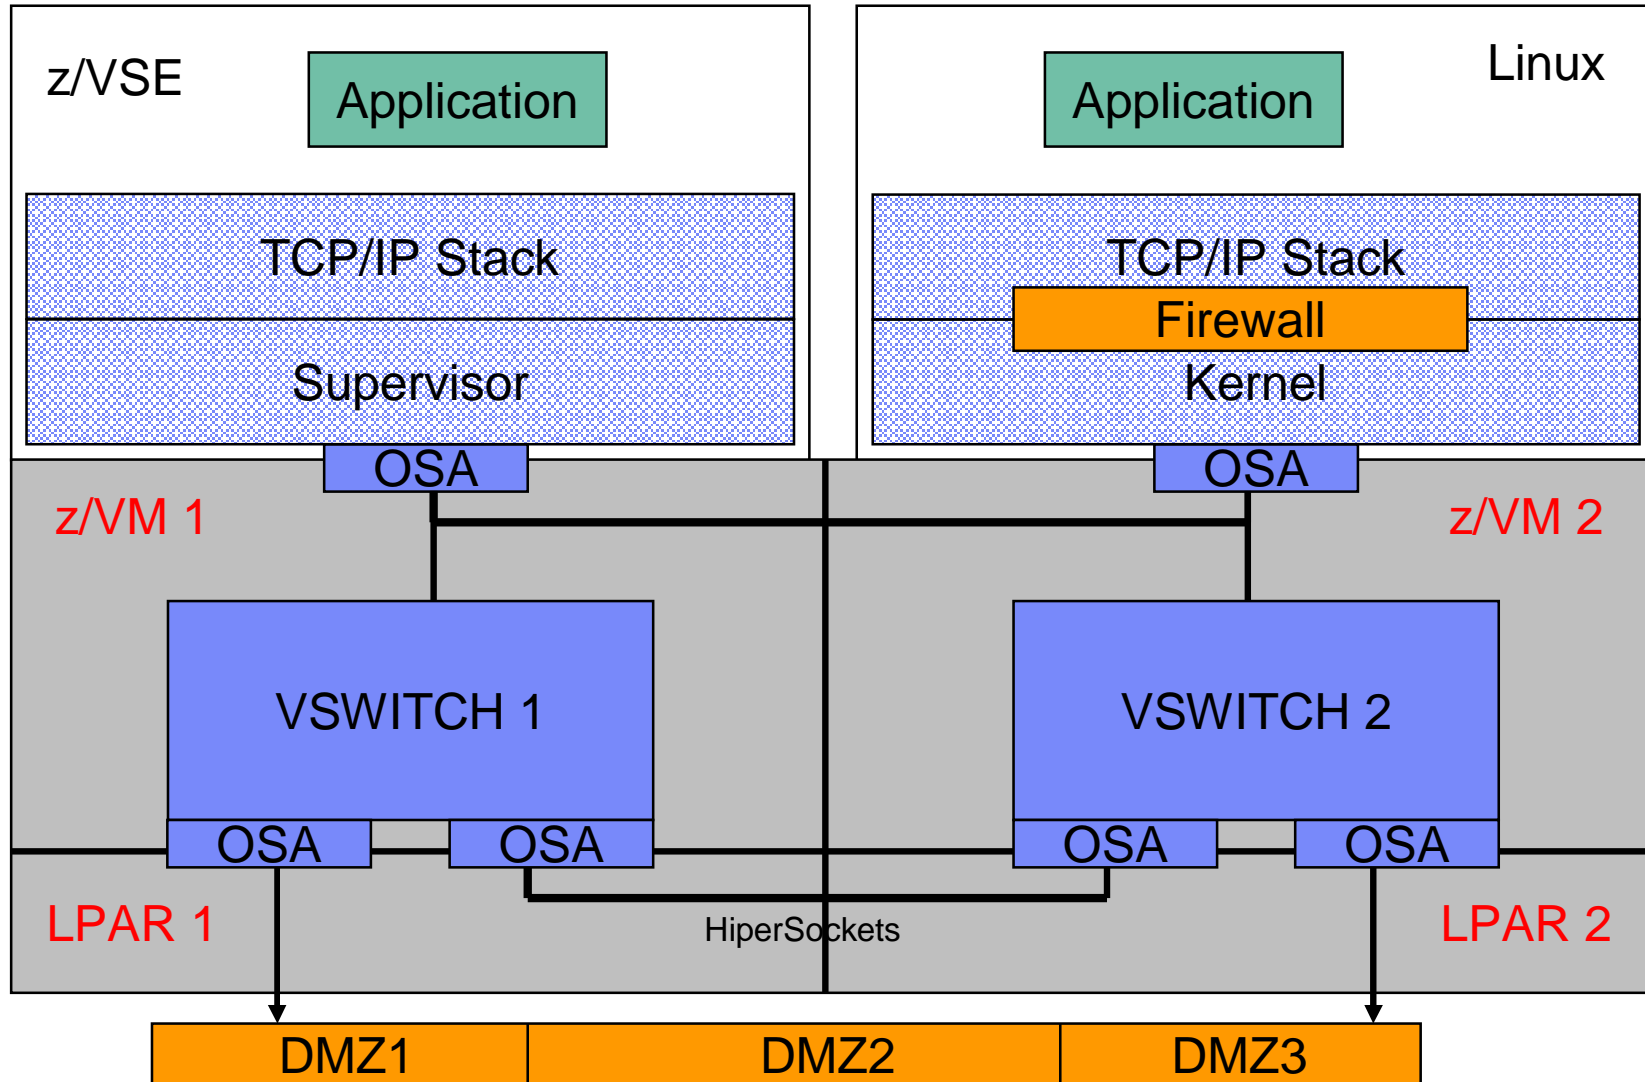 z/VSE
Application
Application
Linux
TCP/IP Stack
TCP/IP Stack
Firewall
Supervisor
Kernel
OSA
OSA
z/VM 1
z/VM 2
VSWITCH 1
VSWITCH 2
OSA
OSA
OSA
OSA
LPAR 1
HiperSockets
LPAR 2
DMZ1
DMZ2
DMZ3